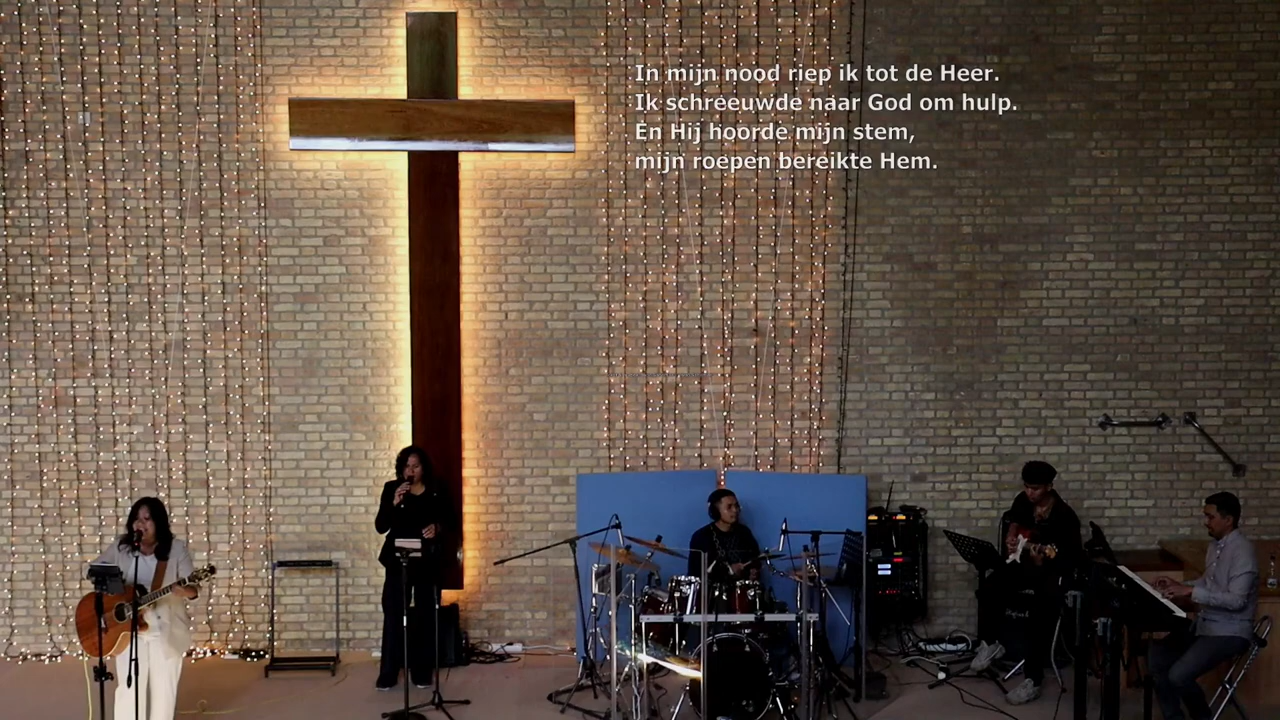 In mijn nood riep ik tot de Heer.
Ik schreeuwde naar God om hulp.
En Hij hoorde mijn stem,
mijn roepen bereikte Hem.